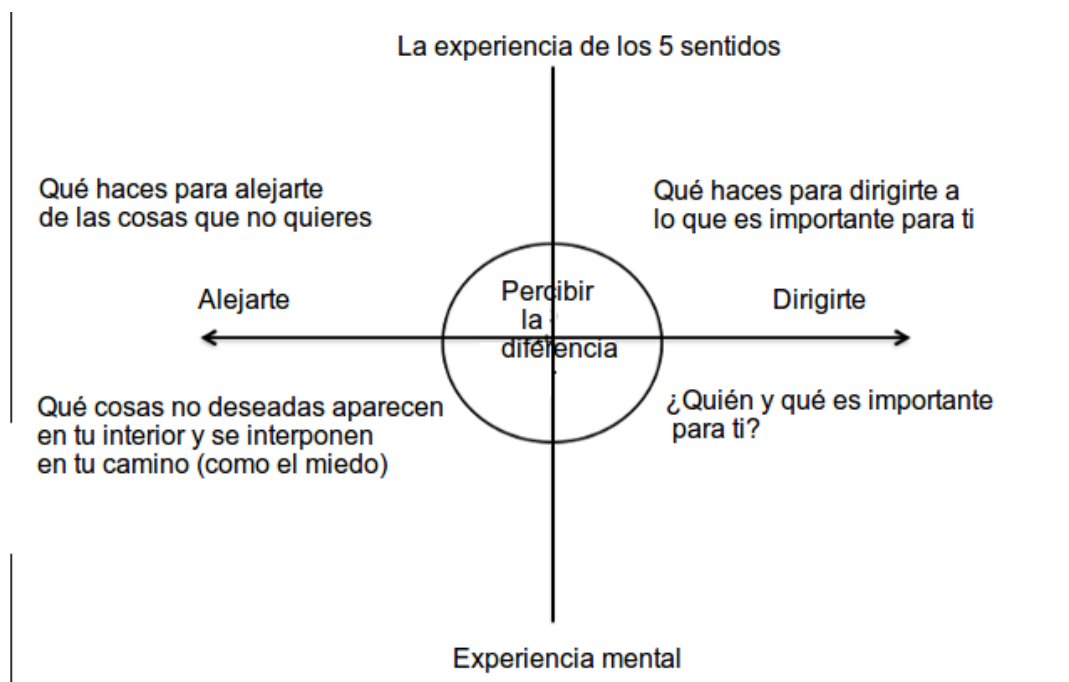 La experiencia de los 5 sentidos
Qué haces para alejarte
de las cosas que no quieres
Qué haces para dirigirte a
lo que es importante para ti
Alejarte
Percibir
la
diferencia
Dirigirte
Qué cosas no deseadas aparecen
en tu interior y se interponen
en tu camino (como el miedo)
¿Quién y qué es importante
para ti?
Experiencia mental